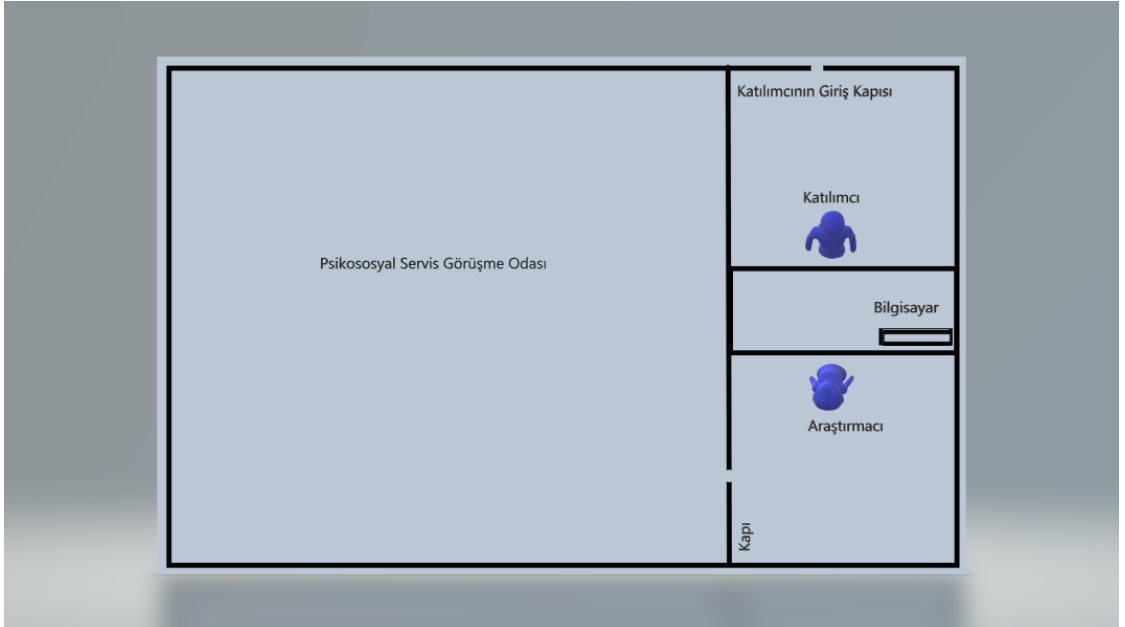 Katılımcının Giriş Kapısı
Katılımcı
Psikososyal Servis Görüşme Odası
Bilgisayar
Araştırmacı
Kapı